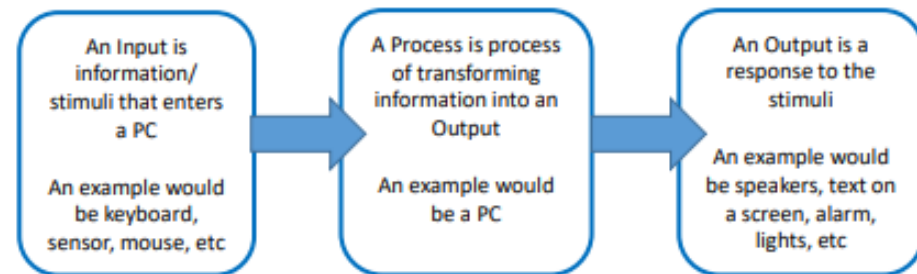 An Input is
information/
stimuli that enters
a PC
An example would
be keyboard,
sensor, mouse, etc
A Process is process
of transforming
information into an
Output
An example would
be a PC
An Output is a
response to the
stimuli
An example would
be speakers, text on
a screen, alarm,
lights, etc